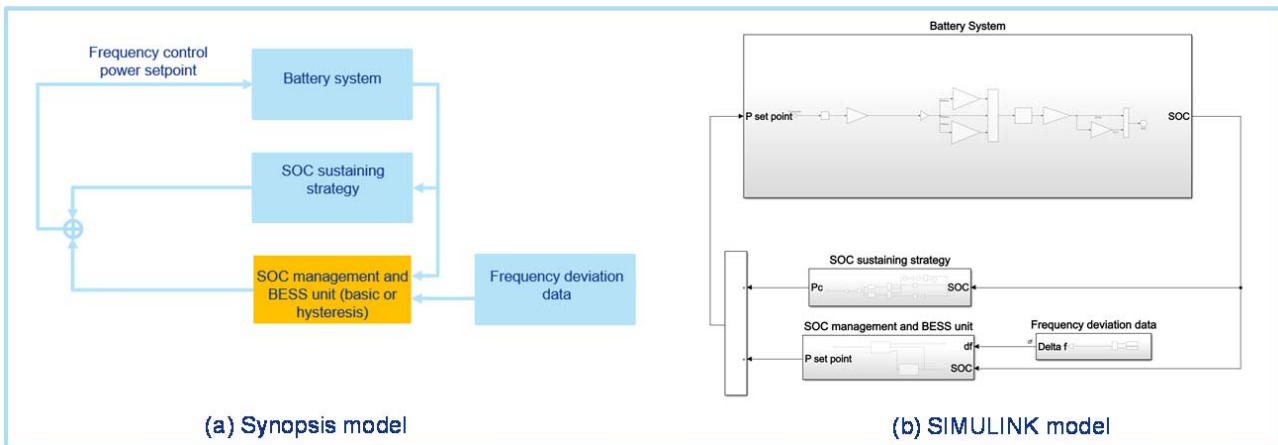 Frequency control
power setpoint
Battery system
SOC sustaining
strategy
SOC management and
BESS unit (basic or
hysteresis)
Frequency deviation
data
(a) Synopsis model
Battery System
P set point
SOC
SOC sustaining strategy
Pc
SOC
SOC management and BESS unit
P set point
df
SOC
Frequency deviation data
Delta f
(b) SIMULINK model